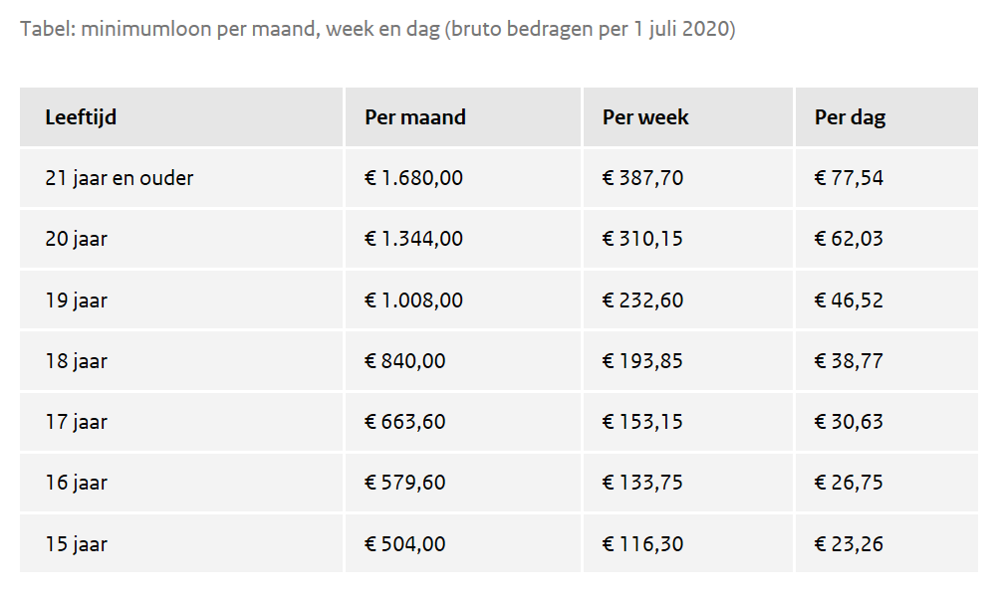 Tabel: minimumloon per maand, week en dag (bruto bedragen per 1 juli 2020)
Leeftijd Per maand Per week Per dag
21 jaar en ouder € 1.680,00 € 387,70 € 77,54
20 jaar € 1.344,00 € 310,15 € 62,03
19 jaar € 1.008,00 € 232,60 € 46,52
18 jaar € 840,00 € 193,85 € 38,77
17 jaar € 663,60 € 153,15 € 30,63
16 jaar € 579,60 € 133,75 € 26,75
15 jaar € 504,00 € 116,30 € 23,26